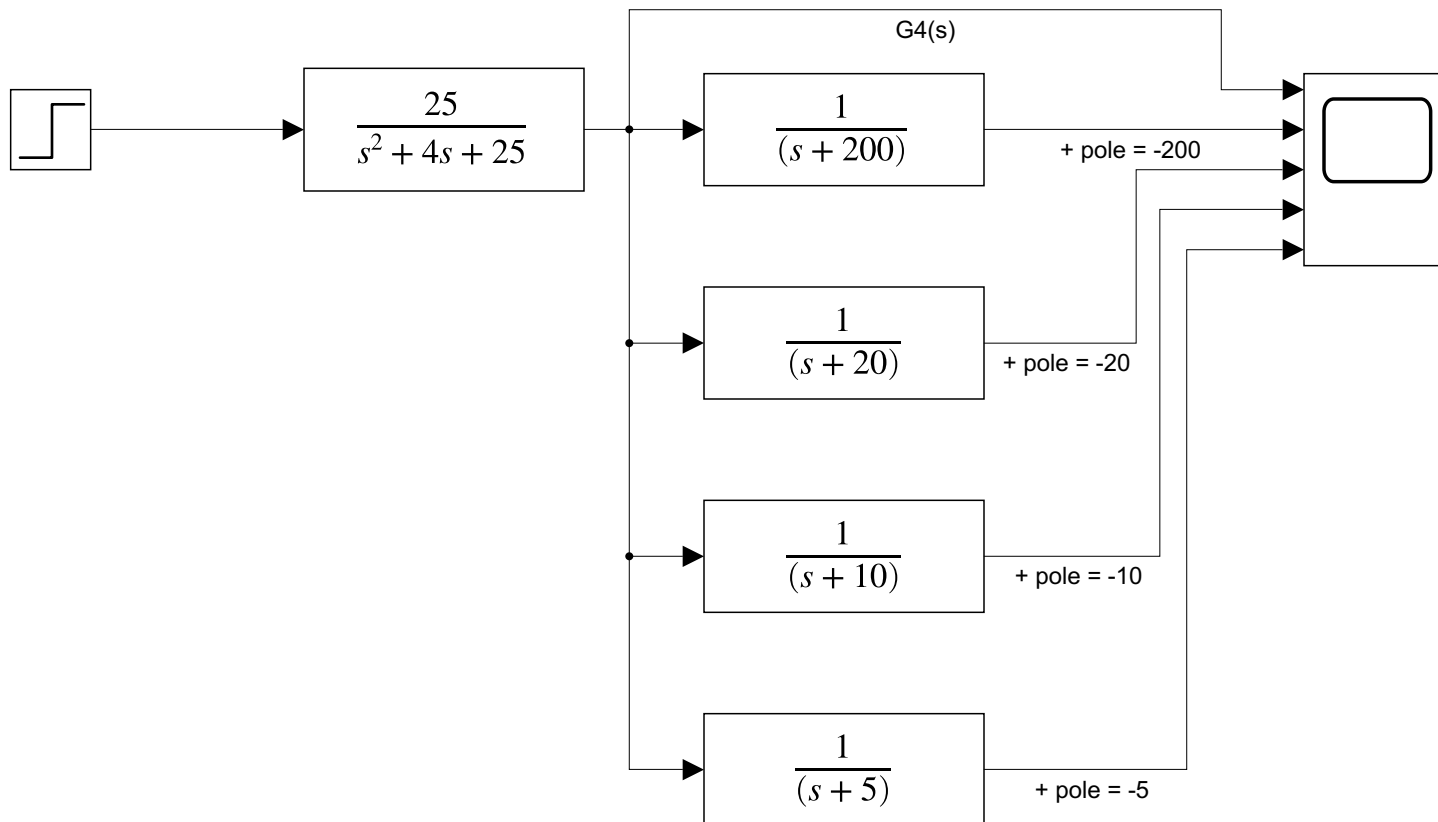 G4(s)
25
s² + 4s + 25
1
(s + 200)
+ pole = -200
1
(s + 20)
+ pole = -20
1
(s + 10)
+ pole = -10
1
(s + 5)
+ pole = -5